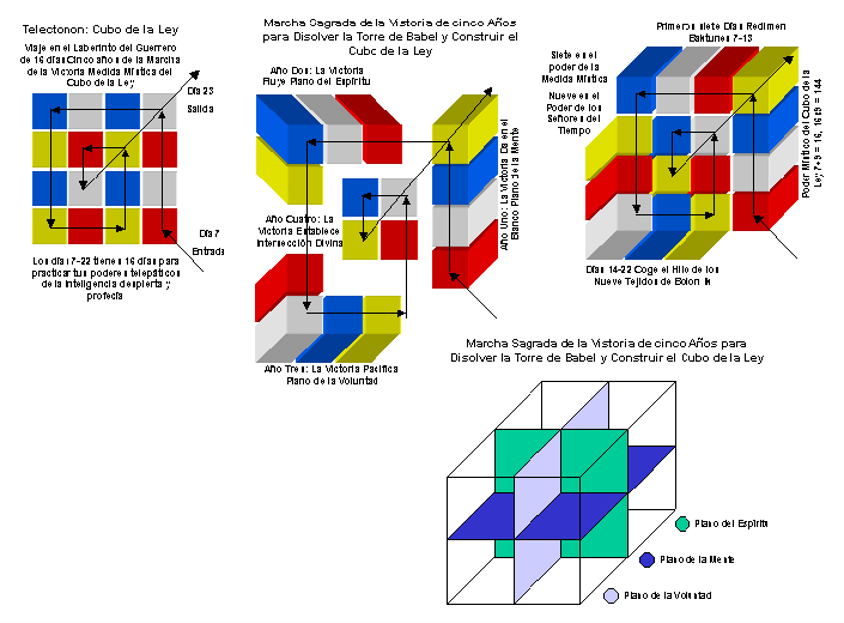 Telectonon: Cubo de la Ley
Viaje en el Laberinto del Guerrero
de 16 días Cinco años de la Marcha
de la Victoria Medida Mística del
Cubo de la Ley
Día 23
Salida
Día 7
Entrada
Los días 7-22 tienen 16 días para
practicar tus poderes telepáticos
de la inteligencia despierta y
profecía
Marcha Sagrada de la Vistoria de cinco Años
para Disolver la Torre de Babel y Construir el
Cubc de la Ley
Año Dos: La Victoria
Fluye Plano del Espíritu
Año Uno: La Victoria Da en el
Blanco Plano de la Mente
Año Cuatro: La
Victoria Establece
Intersección Divina
Año Tres: La Victoria Pacifica
Plano de la Voluntad
Primeros siete Días Redimen
Baktunes 7-13
Siete en el
poder de la
Medida Mística
Nueve en el
Poder de los
Señores del
Tiempo
Poder Místico del Cubo de la
Ley 7+9 = 16, 16x9 = 144
Días 14-22 Coge el Hilo de los
Nueve Tejidos de Bolon Ik
Marcha Sagrada de la Vistoria de cinco Años para
Disolver la Torre de Babel y Construir el Cubo de la Ley
Plano del Espíritu
Plano de la Mente
Plano de la Voluntad